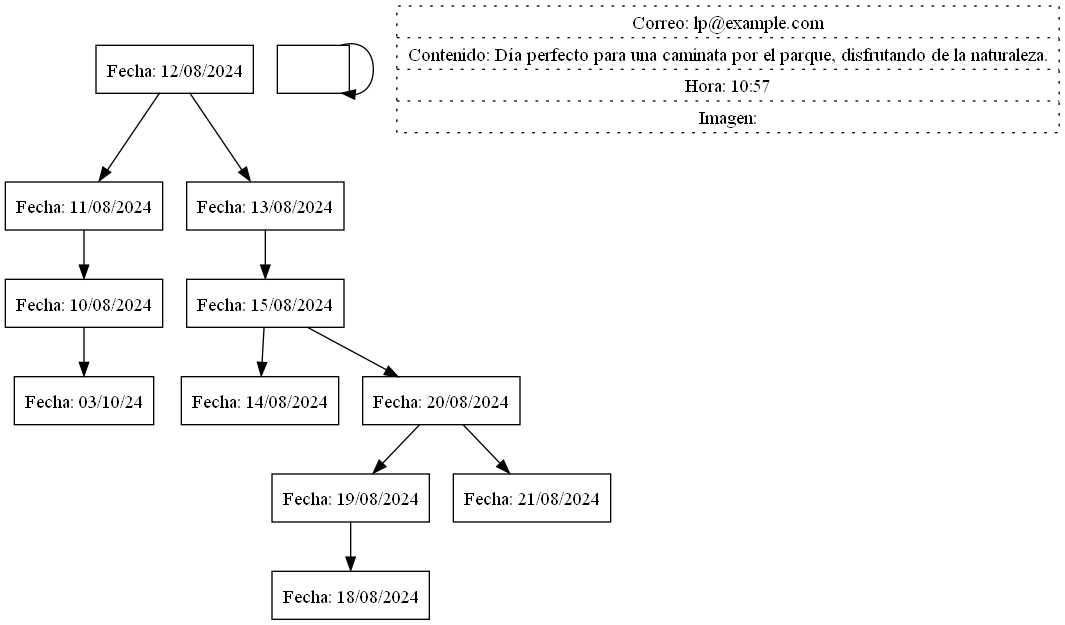 Correo: lp@example.com
Contenido: Día perfecto para una caminata por el parque, disfrutando de la naturaleza.
Hora: 10:57
Imagen:
Fecha: 12/08/2024
Fecha: 11/08/2024
Fecha: 13/08/2024
Fecha: 10/08/2024
Fecha: 15/08/2024
Fecha: 03/10/24
Fecha: 14/08/2024
Fecha: 20/08/2024
Fecha: 19/08/2024
Fecha: 21/08/2024
Fecha: 18/08/2024